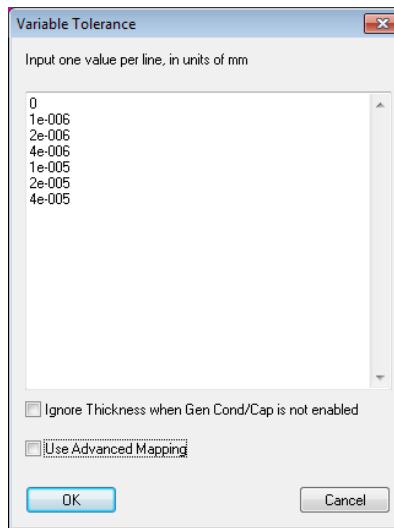 Variable Tolerance
Input one value per line, in units of mm
0
1e-006
2e-006
4e-006
1e-005
2e-005
4e-005
Ignore Thickness when Gen Cond/Cap is not enabled
Use Advanced Mapping
OK Cancel